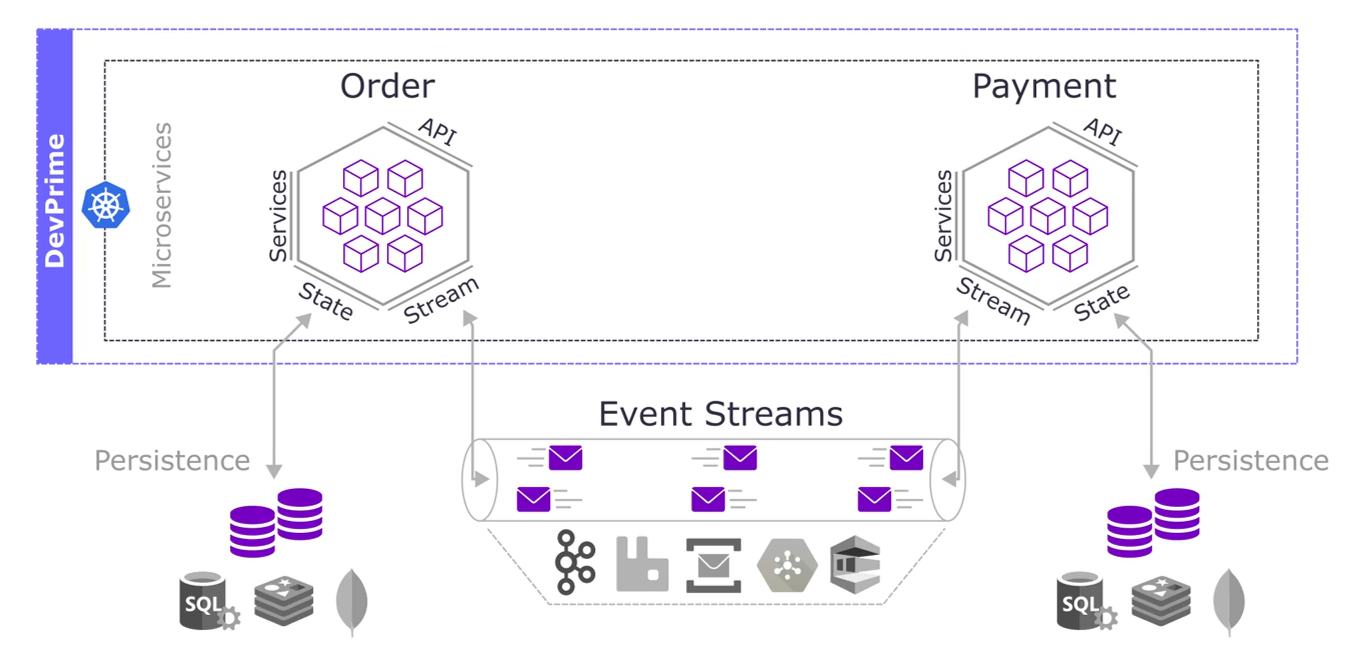 DevPrime
Microservices
Order
API
Services
State
Stream
Payment
API
Services
Stream
State
Event Streams
Persistence
SQL
Persistence
SQL